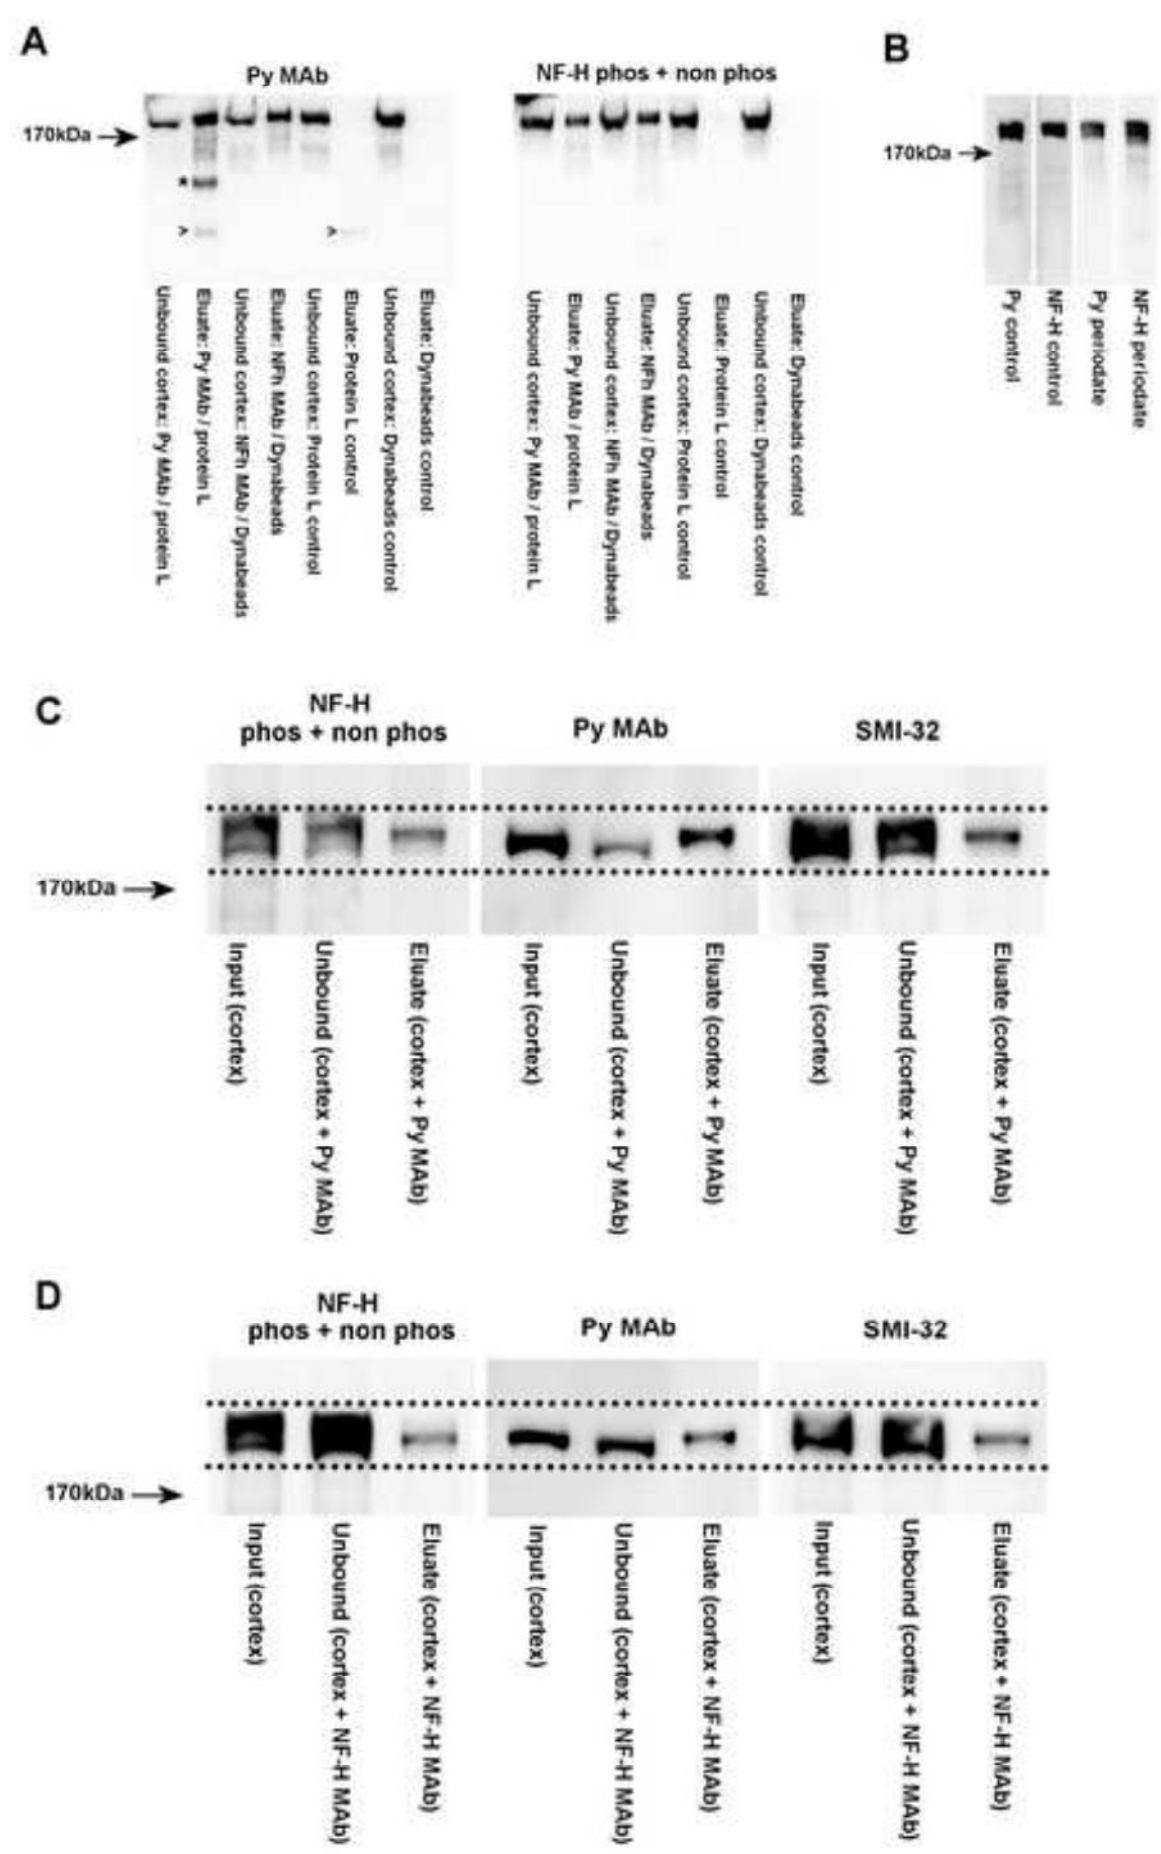 A
B
Py MAb
NF-H phos + non phos
170kDa
*
>
>
170kDa
Unbound cortex: Py MAb / protein L
Eluate: Py MAb / protein L
Unbound cortex: NFh MAb / Dynabeads
Eluate: NFh MAb / Dynabeads
Unbound cortex: Protein L control
Eluate: Protein L control
Unbound cortex: Dynabeads control
Eluate: Dynabeads control
Unbound cortex: Py MAb / protein L
Eluate: Py MAb / protein L
Unbound cortex: NFh MAb / Dynabeads
Eluate: NFh MAb / Dynabeads
Unbound cortex: Protein L control
Eluate: Protein L control
Unbound cortex: Dynabeads control
Eluate: Dynabeads control
Py control
NF-H control
Py periodate
NF-H periodate
C
NF-H
phos + non phos
Py MAb
SMI-32
170kDa
Input (cortex)
Unbound (cortex + Py MAb)
Eluate (cortex + Py MAb)
Input (cortex)
Unbound (cortex + Py MAb)
Eluate (cortex + Py MAb)
Input (cortex)
Unbound (cortex + Py MAb)
Eluate (cortex + Py MAb)
D
NF-H
phos + non phos
Py MAb
SMI-32
170kDa
Input (cortex)
Unbound (cortex + NF-H MAb)
Eluate (cortex + NF-H MAb)
Input (cortex)
Unbound (cortex + NF-H MAb)
Eluate (cortex + NF-H MAb)
Input (cortex)
Unbound (cortex + NF-H MAb)
Eluate (cortex + NF-H MAb)